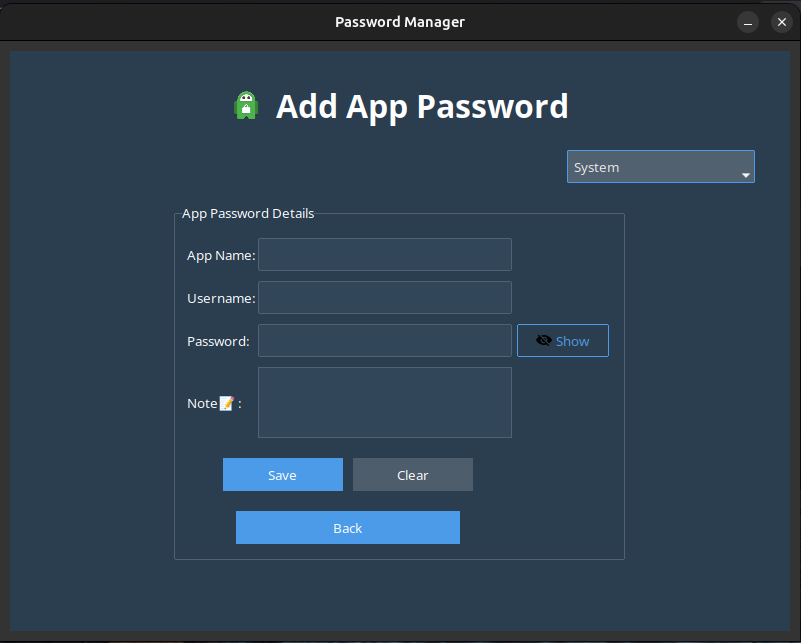 Password Manager
Add App Password
System
App Password Details
App Name:
Username:
Password:
Show
Note📝:
Save
Clear
Back